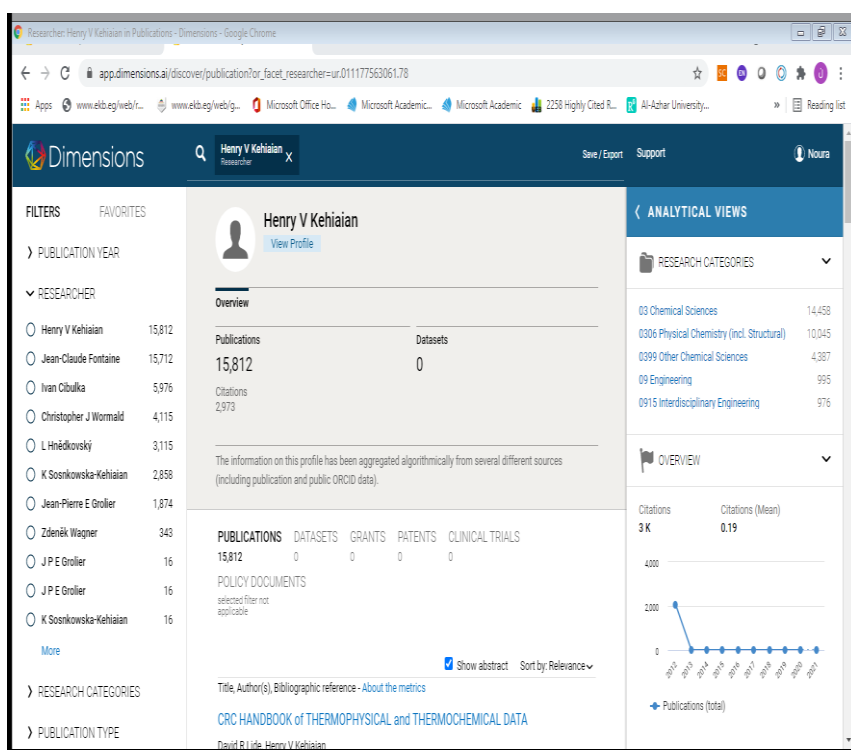 Researcher: Henry V Kehiaian in Publications - Dimensions - Google Chrome
app.dimensions.ai/discover/publication?or_facet_researcher=ur.011177563061.78
Apps www.ekb.eg/web/r... www.ekb.eg/web/g... Microsoft Office Ho... Microsoft Academic... Microsoft Academic 2258 Highly Cited R... Al-Azhar University... » Reading list
Dimensions
Henry V Kehiaian X
Researcher
Save / Export Support Noura
FILTERS FAVORITES
PUBLICATION YEAR
RESEARCHER
Henry V Kehiaian 15,812
Jean-Claude Fontaine 15,712
Ivan Cibulka 5,976
Christopher J Wormald 4,115
L Hnědkovský 3,115
K Sosnkowska-Kehiaian 2,858
Jean-Pierre E Grolier 1,874
Zdeněk Wagner 343
J P E Grolier 16
J P E Grolier 16
K Sosnkowska-Kehiaian 16
More
RESEARCH CATEGORIES
PUBLICATION TYPE
Henry V Kehiaian
View Profile
Overview
Publications Datasets
15,812 0
Citations
2,973
The information on this profile has been aggregated algorithmically from several different sources
(including publication and public ORCID data).
PUBLICATIONS DATASETS GRANTS PATENTS CLINICAL TRIALS
15,812 0 0 0 0
POLICY DOCUMENTS
selected filter not
applicable
Show abstract Sort by: Relevance
Title, Author(s), Bibliographic reference - About the metrics
CRC HANDBOOK of THERMOPHYSICAL and THERMOCHEMICAL DATA
David R Lide, Henry V Kehiaian
ANALYTICAL VIEWS
RESEARCH CATEGORIES
03 Chemical Sciences 14,458
0306 Physical Chemistry (incl. Structural) 10,045
0399 Other Chemical Sciences 4,387
09 Engineering 995
0915 Interdisciplinary Engineering 976
OVERVIEW
Citations Citations (Mean)
3 K 0.19
4,000
2,000
0
2012 2013 2014 2015 2016 2017 2018 2019 2020 2021
Publications (total)